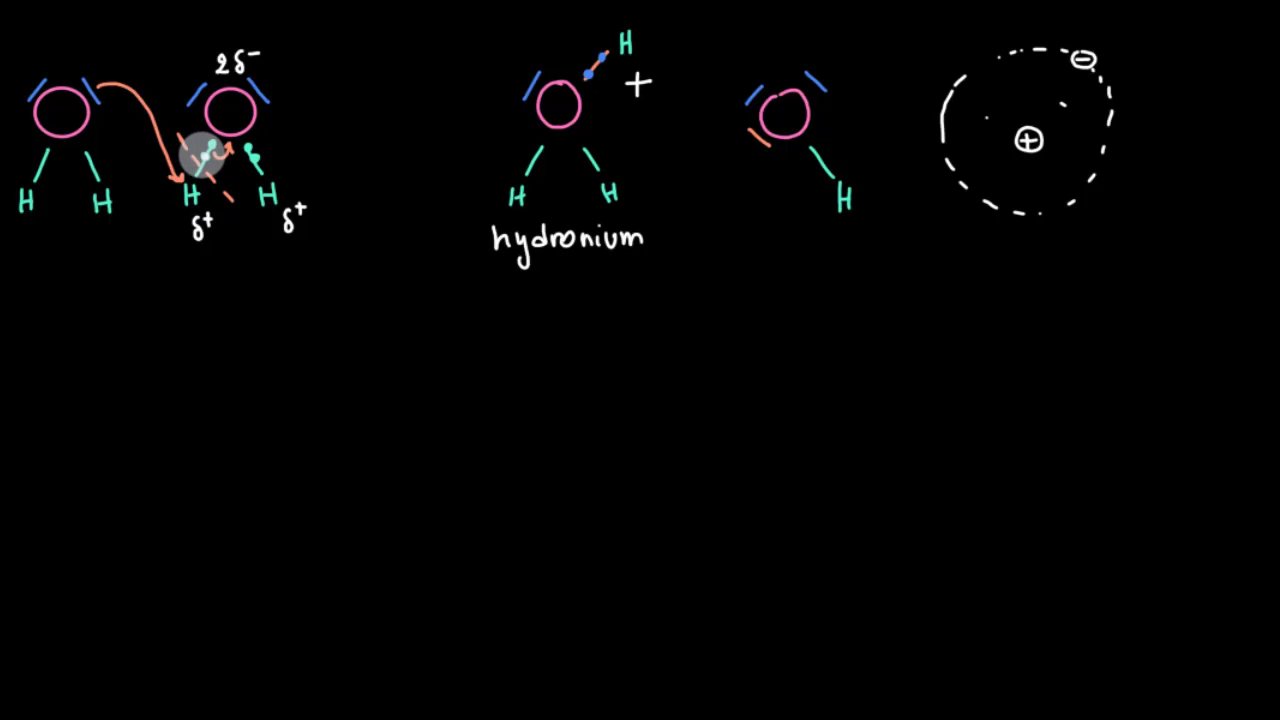 2δ⁻
H
+
⊖
⊕
H H H H H H H
δ⁺ δ⁺
hydronium